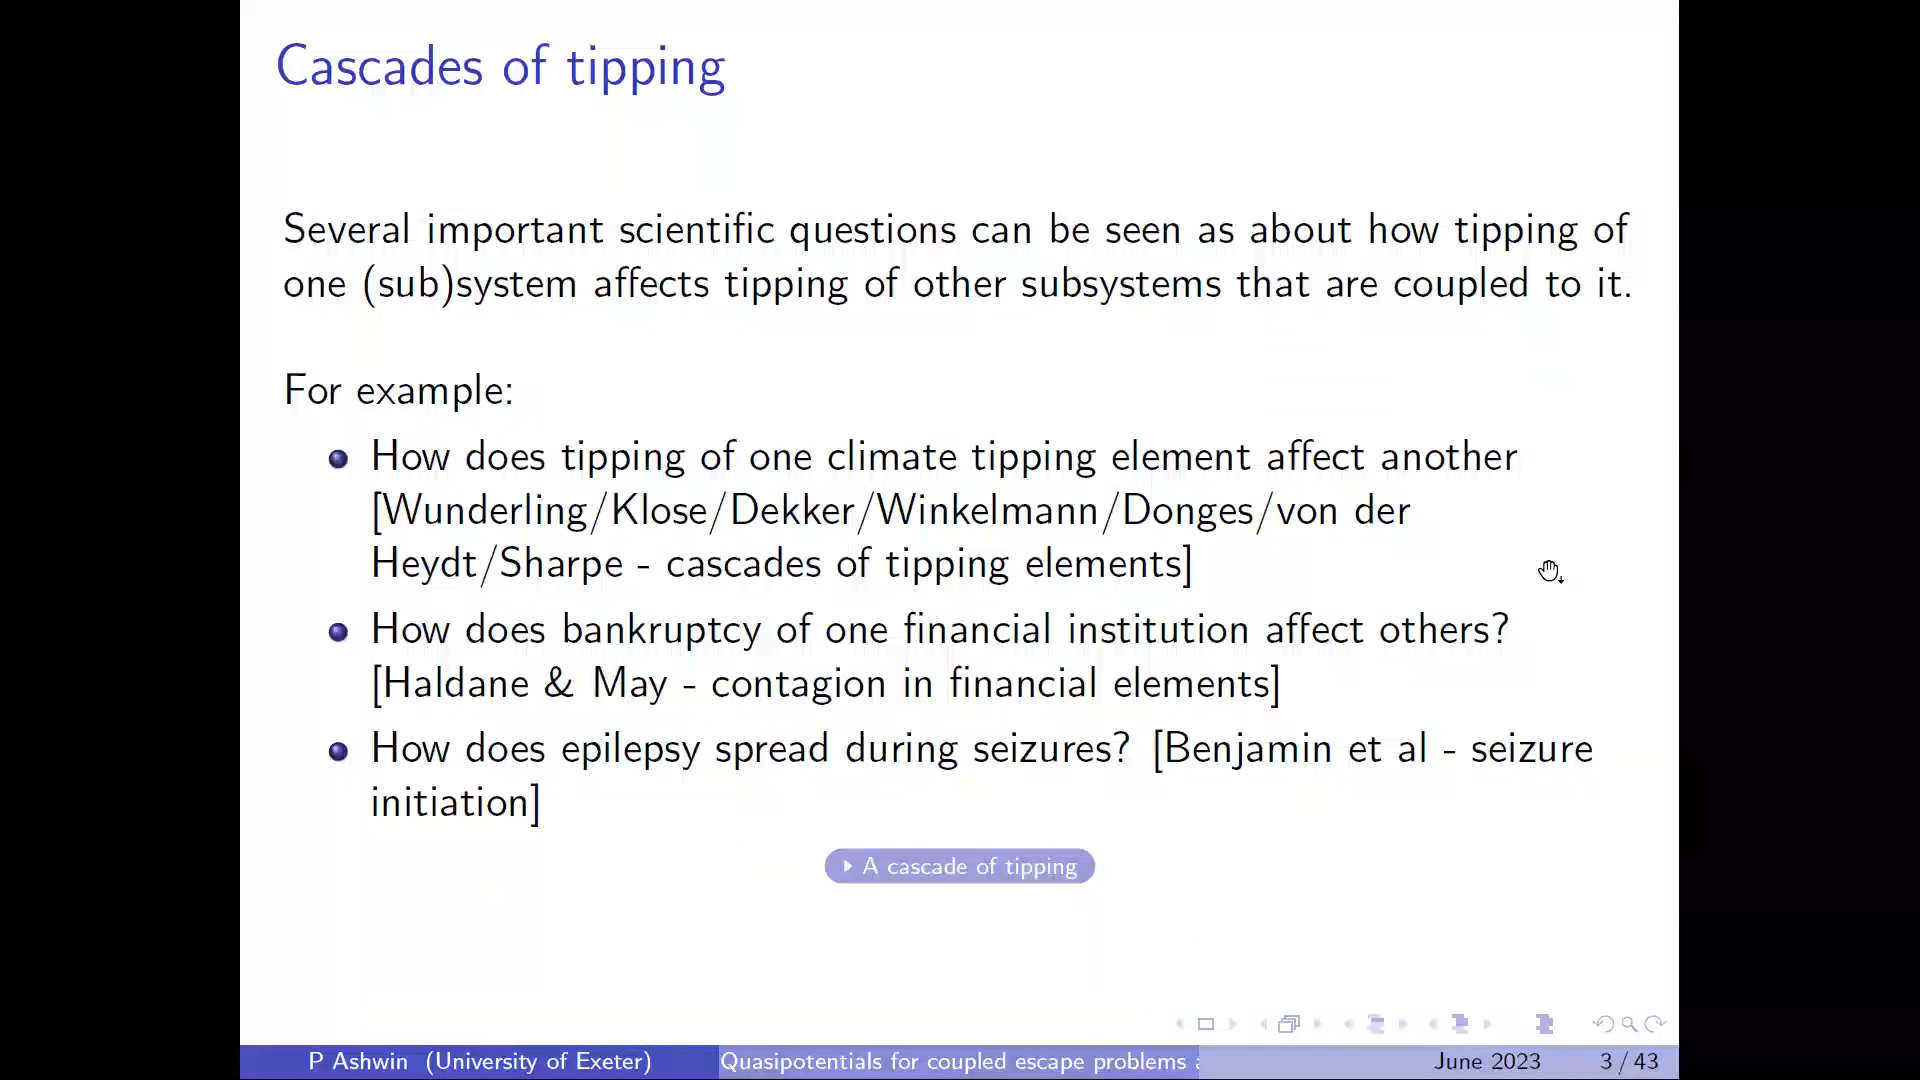 Cascades of tipping
Several important scientific questions can be seen as about how tipping of
one (sub)system affects tipping of other subsystems that are coupled to it.
For example:
How does tipping of one climate tipping element affect another
[Wunderling/Klose/Dekker/Winkelmann/Donges/von der
Heydt/Sharpe - cascades of tipping elements]
How does bankruptcy of one financial institution affect others?
[Haldane & May - contagion in financial elements]
How does epilepsy spread during seizures? [Benjamin et al - seizure
initiation]
A cascade of tipping
P Ashwin (University of Exeter) Quasipotentials for coupled escape problems June 2023 3 / 43